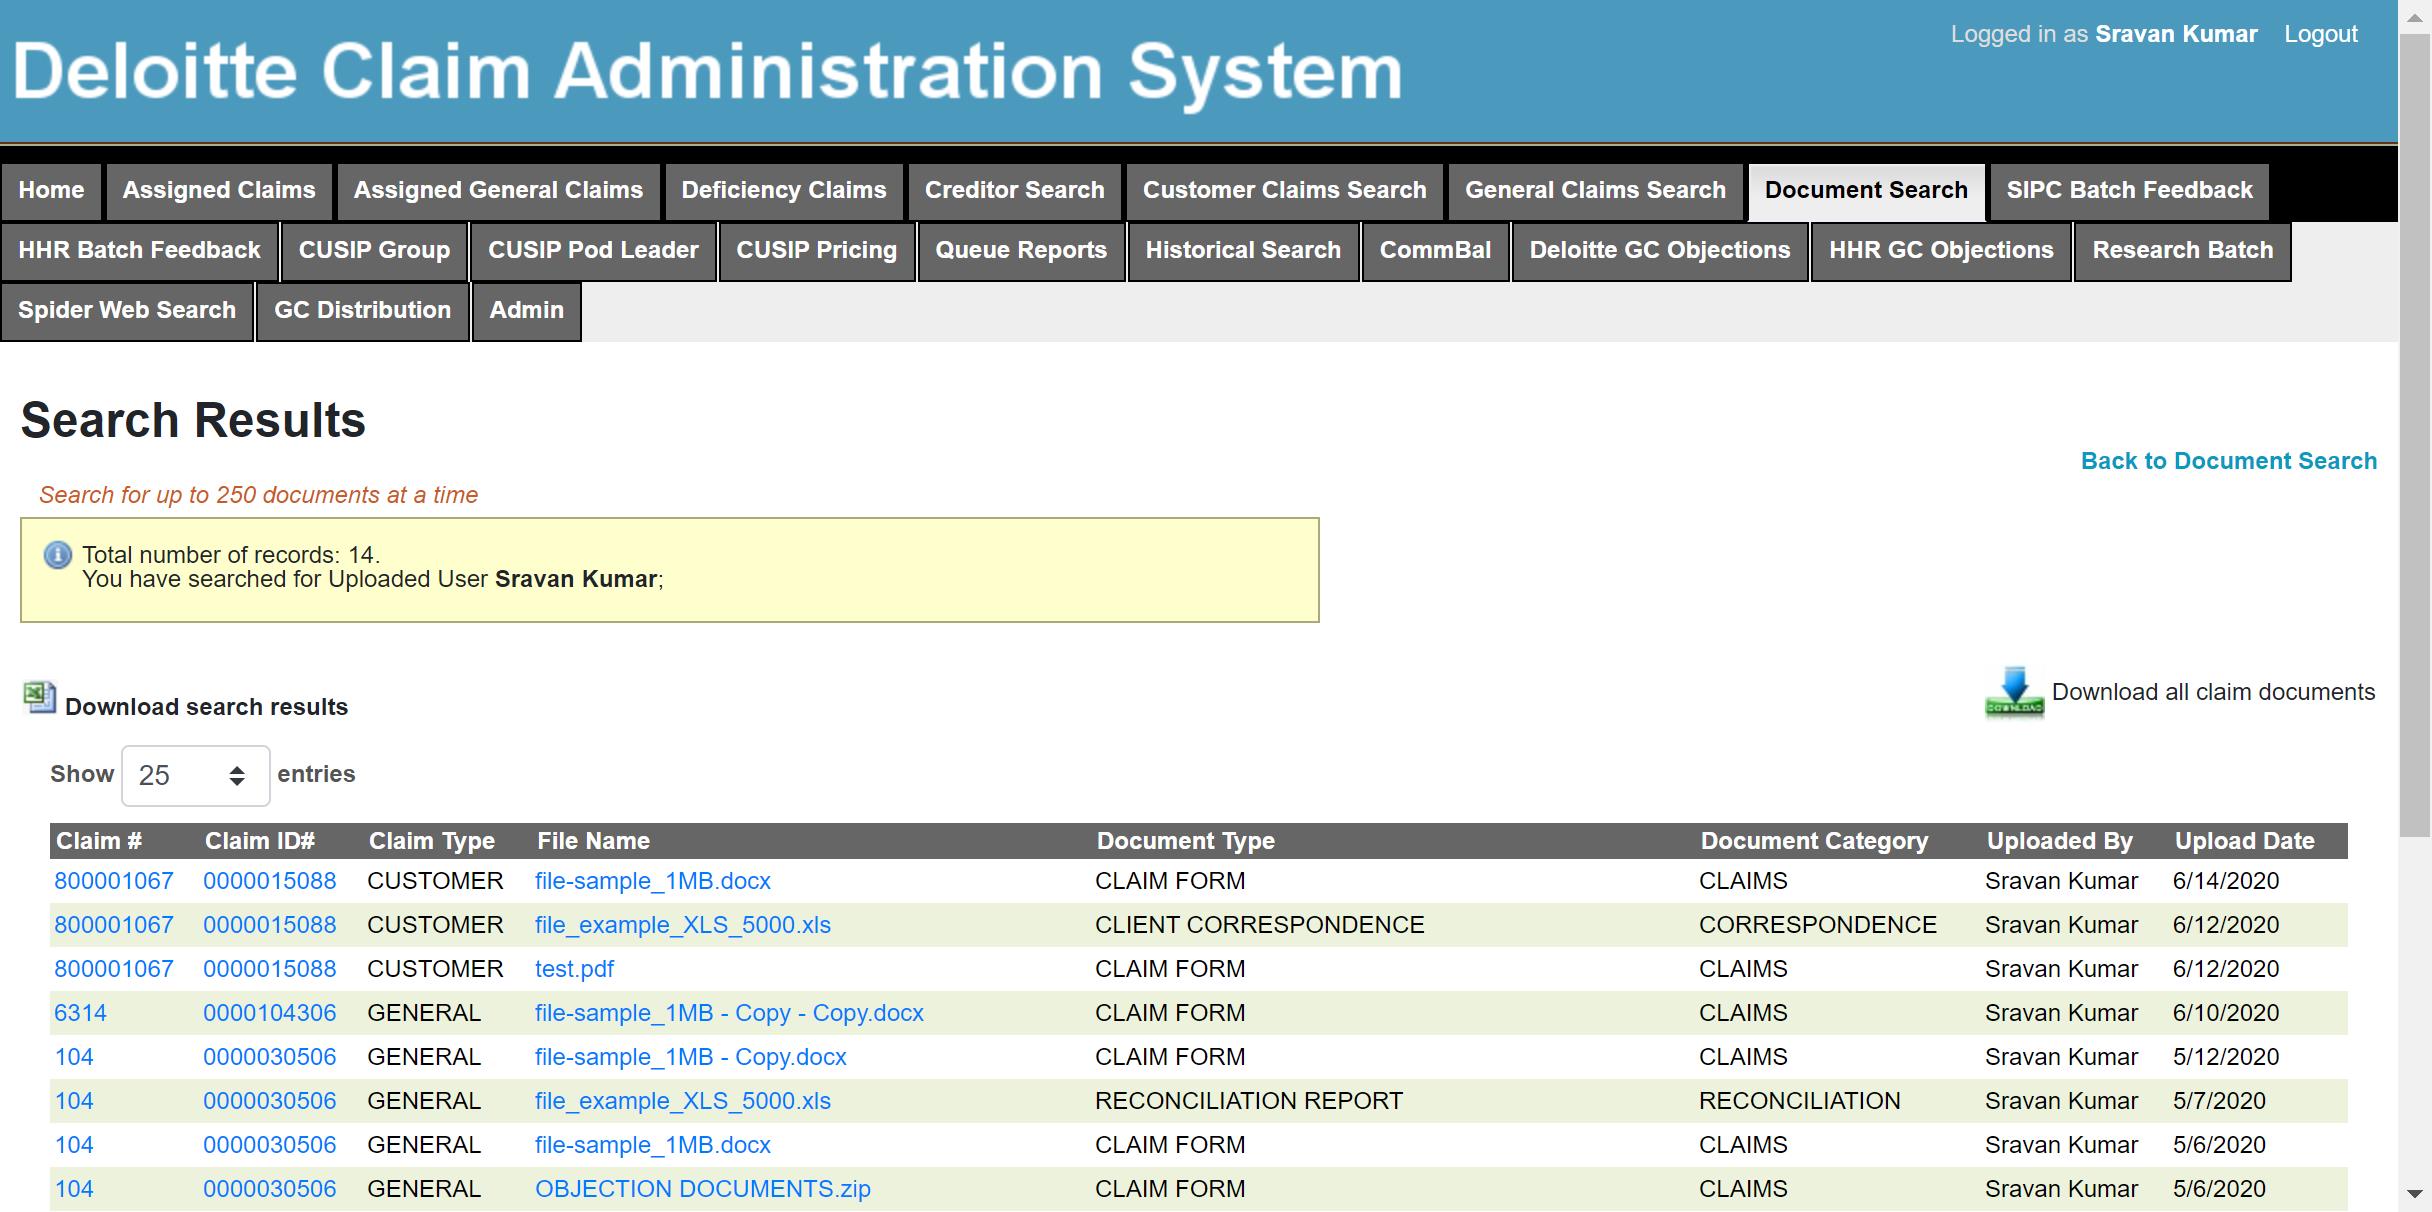 Logged in as Sravan Kumar Logout
Deloitte Claim Administration System
Home Assigned Claims Assigned General Claims Deficiency Claims Creditor Search Customer Claims Search General Claims Search Document Search SIPC Batch Feedback
HHR Batch Feedback CUSIP Group CUSIP Pod Leader CUSIP Pricing Queue Reports Historical Search CommBal Deloitte GC Objections HHR GC Objections Research Batch
Spider Web Search GC Distribution Admin
Search Results
Back to Document Search
Search for up to 250 documents at a time
Total number of records: 14.
You have searched for Uploaded User Sravan Kumar;
Download search results
DOWNLOAD Download all claim documents
Show 25 entries
Claim # Claim ID# Claim Type File Name Document Type Document Category Uploaded By Upload Date
800001067 0000015088 CUSTOMER file-sample_1MB.docx CLAIM FORM CLAIMS Sravan Kumar 6/14/2020
800001067 0000015088 CUSTOMER file_example_XLS_5000.xls CLIENT CORRESPONDENCE CORRESPONDENCE Sravan Kumar 6/12/2020
800001067 0000015088 CUSTOMER test.pdf CLAIM FORM CLAIMS Sravan Kumar 6/12/2020
6314 0000104306 GENERAL file-sample_1MB - Copy - Copy.docx CLAIM FORM CLAIMS Sravan Kumar 6/10/2020
104 0000030506 GENERAL file-sample_1MB - Copy.docx CLAIM FORM CLAIMS Sravan Kumar 5/12/2020
104 0000030506 GENERAL file_example_XLS_5000.xls RECONCILIATION REPORT RECONCILIATION Sravan Kumar 5/7/2020
104 0000030506 GENERAL file-sample_1MB.docx CLAIM FORM CLAIMS Sravan Kumar 5/6/2020
104 0000030506 GENERAL OBJECTION DOCUMENTS.zip CLAIM FORM CLAIMS Sravan Kumar 5/6/2020